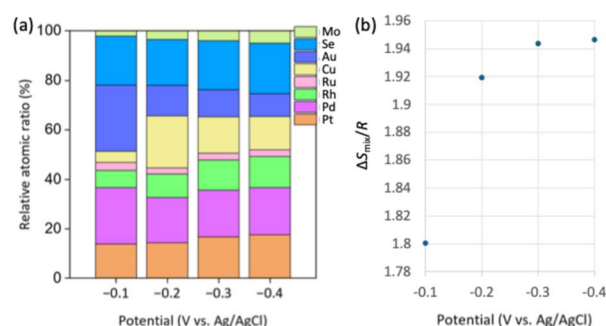 (a)
Relative atomic ratio (%)
100
80
60
40
20
0
−0.1 −0.2 −0.3 −0.4
Potential (V vs. Ag/AgCl)
Mo
Se
Au
Cu
Ru
Rh
Pd
Pt
(b)
ΔSmix/R
1.96
1.94
1.92
1.9
1.88
1.86
1.84
1.82
1.8
1.78
-0.1 -0.2 -0.3 -0.4
Potential (V vs. Ag/AgCl)